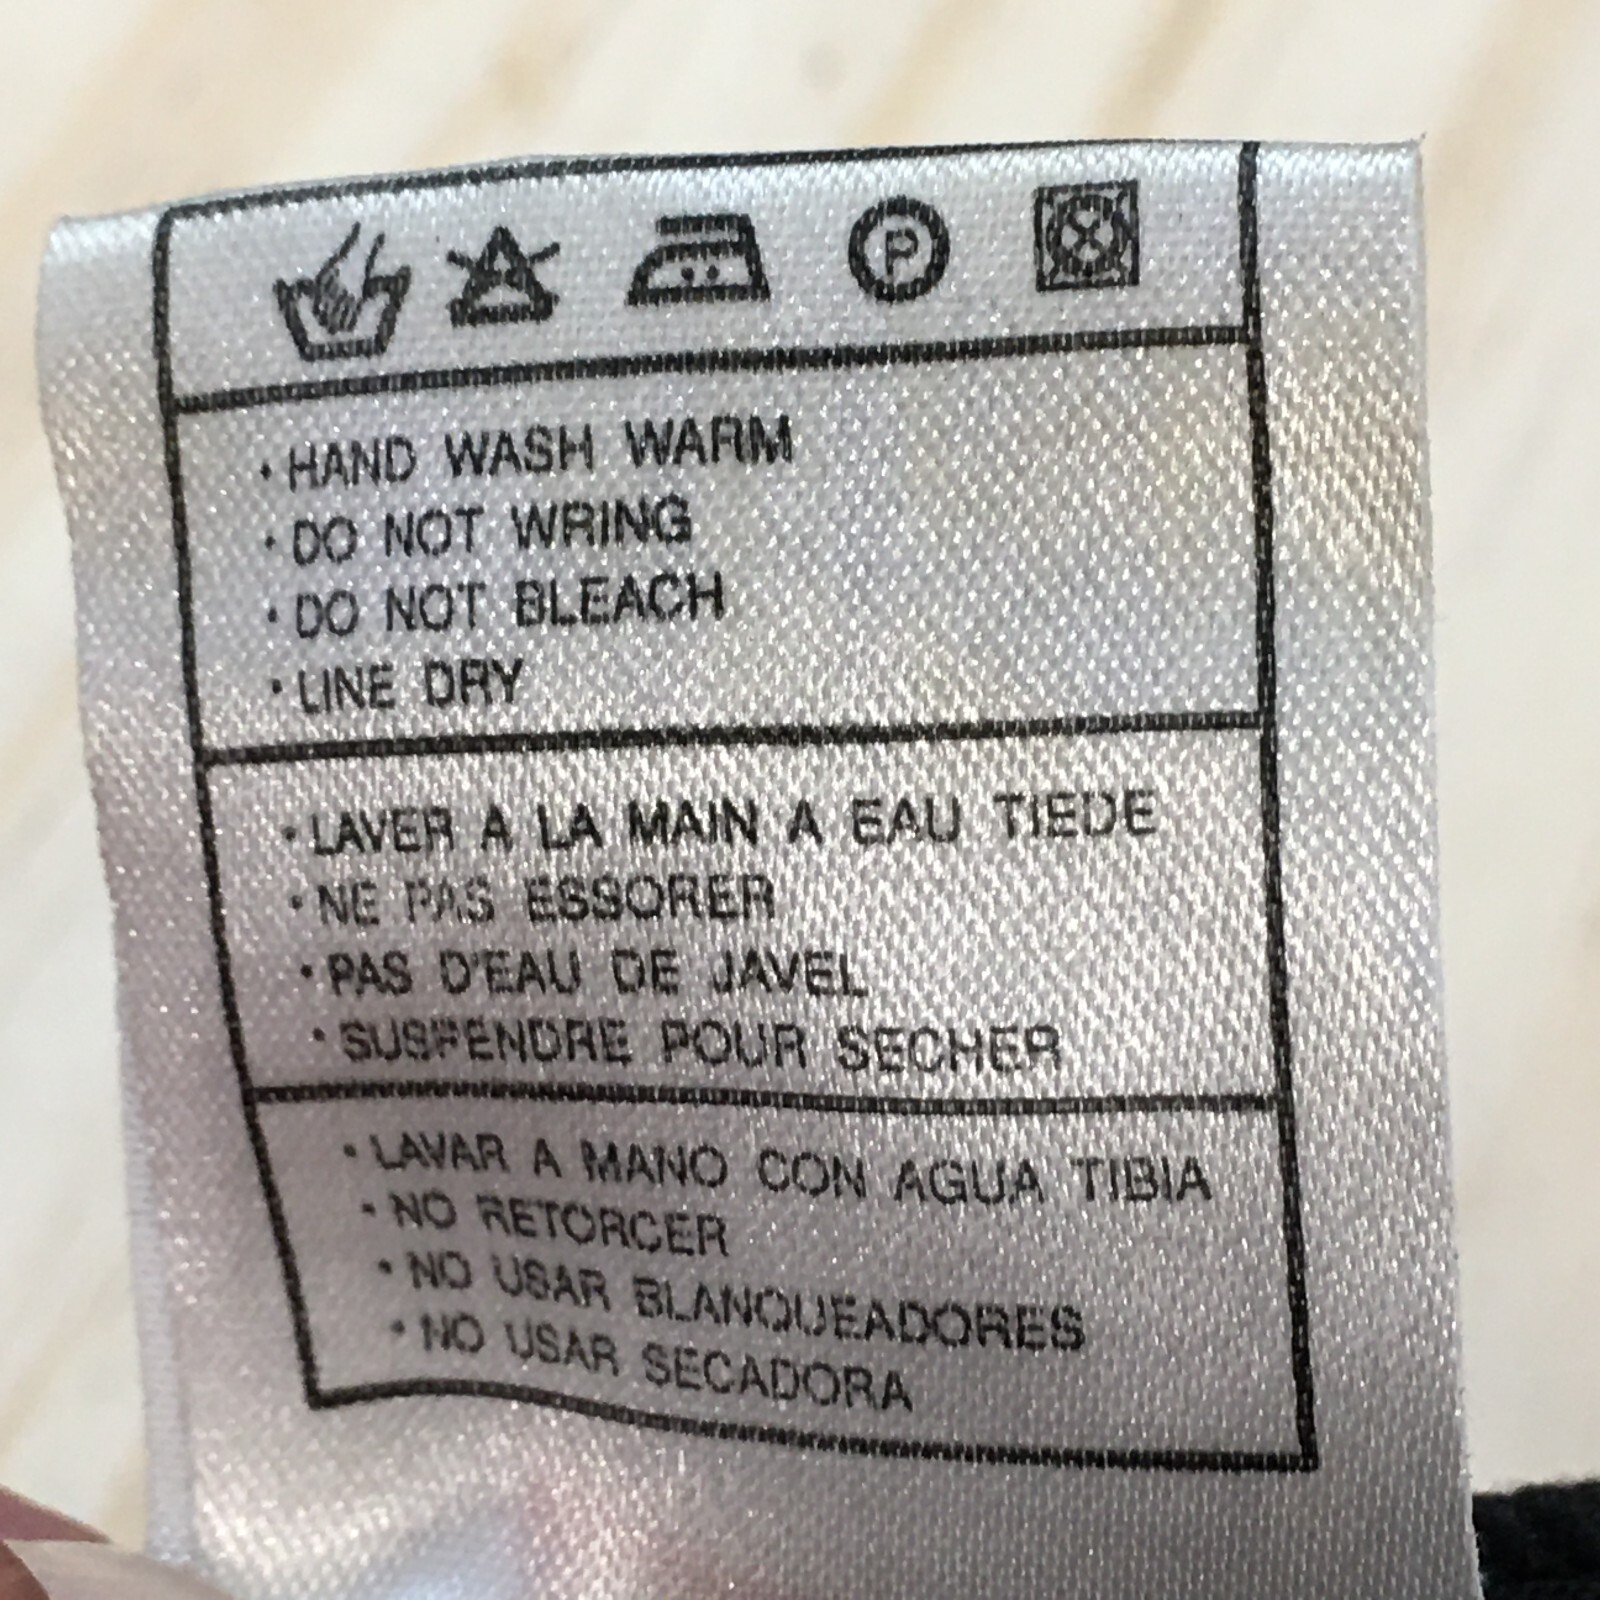 P
· HAND WASH WARM
· DO NOT WRING
· DO NOT BLEACH
· LINE DRY
· LAVER A LA MAIN A EAU TIEDE
· NE PAS ESSORER
· PAS D'EAU DE JAVEL
· SUSPENDRE POUR SECHER
· LAVAR A MANO CON AGUA TIBIA
· NO RETORCER
· NO USAR BLANQUEADORES
· NO USAR SECADORA